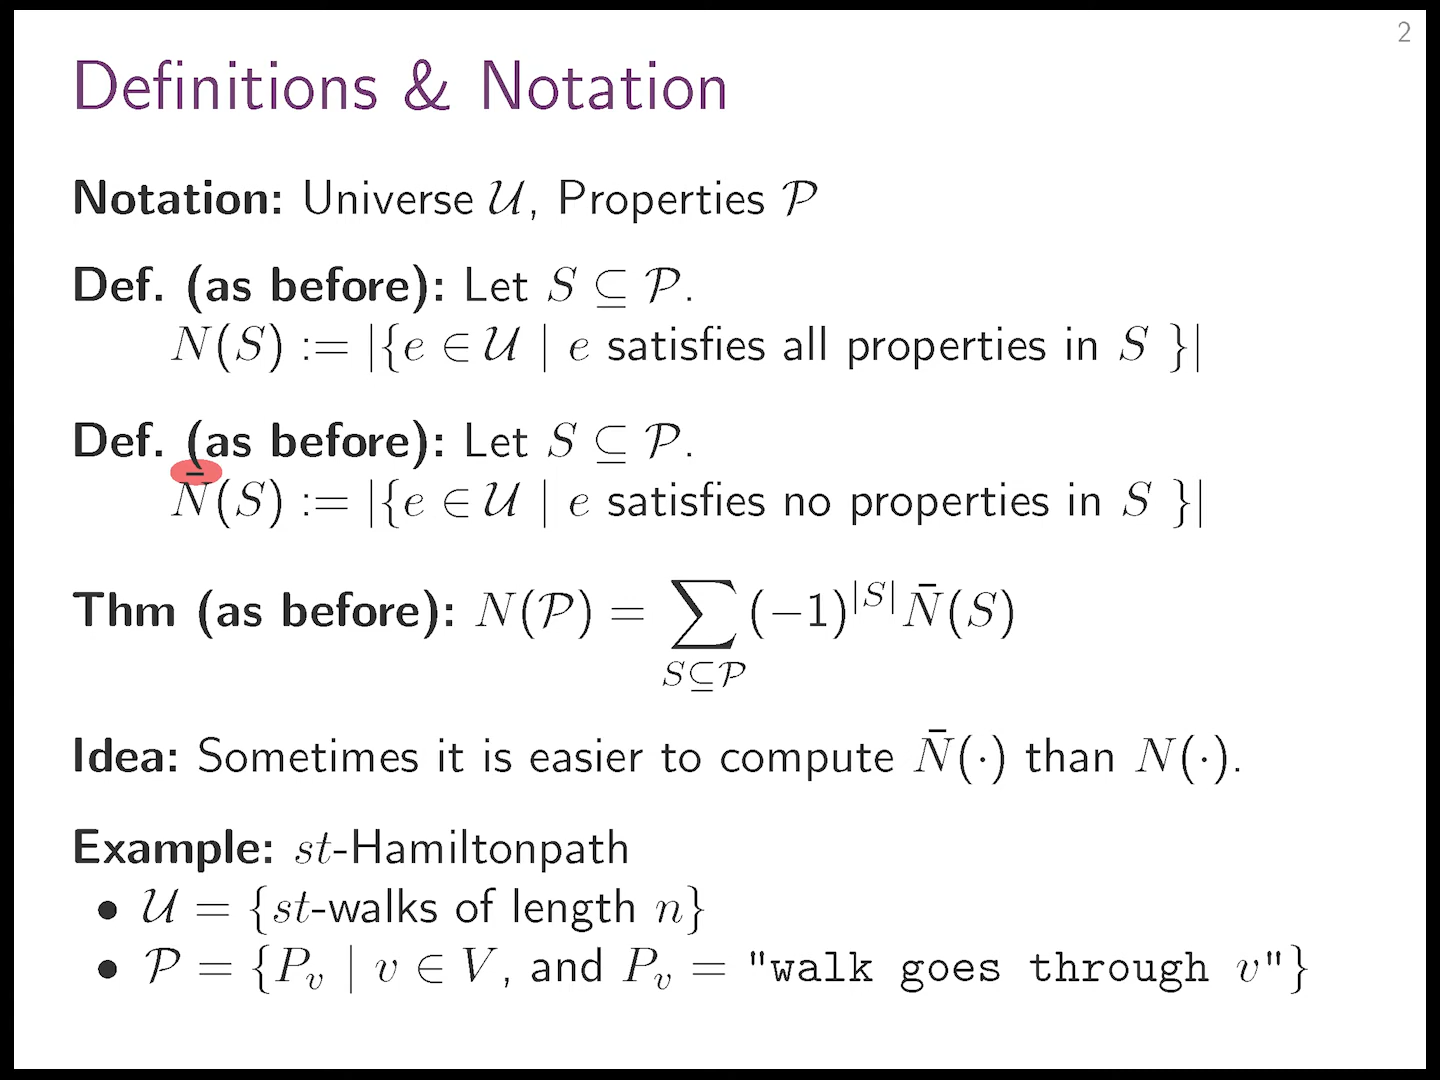 2
Definitions & Notation
Notation: Universe 𝒰, Properties 𝒫
Def. (as before): Let S ⊆ 𝒫.
N(S) := |{e ∈ 𝒰 | e satisfies all properties in S }|
Def. (as before): Let S ⊆ 𝒫.
N̄(S) := |{e ∈ 𝒰 | e satisfies no properties in S }|
Thm (as before): N(𝒫) = ∑ (−1)^|S| N̄(S)
S⊆𝒫
Idea: Sometimes it is easier to compute N̄(·) than N(·).
Example: st-Hamiltonpath
• 𝒰 = {st-walks of length n}
• 𝒫 = {P_v | v ∈ V, and P_v = "walk goes through v"}